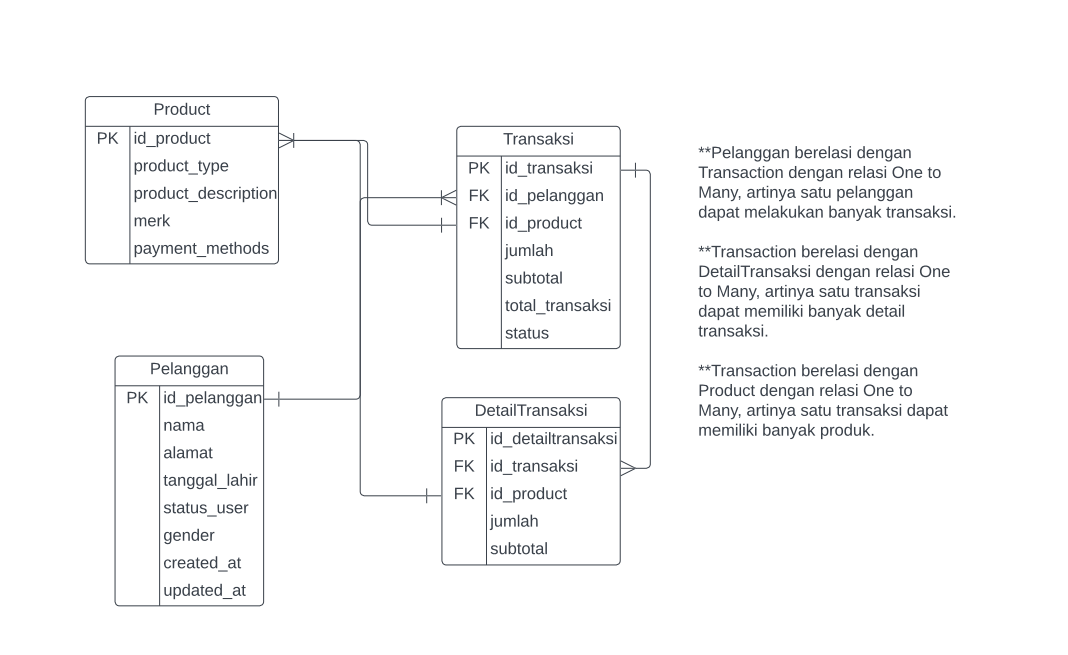 Product
PK id_product
product_type
product_description
merk
payment_methods
Transaksi
PK id_transaksi
FK id_pelanggan
FK id_product
jumlah
subtotal
total_transaksi
status
Pelanggan
PK id_pelanggan
nama
alamat
tanggal_lahir
status_user
gender
created_at
updated_at
DetailTransaksi
PK id_detailtransaksi
FK id_transaksi
FK id_product
jumlah
subtotal
**Pelanggan berelasi dengan
Transaction dengan relasi One to
Many, artinya satu pelanggan
dapat melakukan banyak transaksi.
**Transaction berelasi dengan
DetailTransaksi dengan relasi One
to Many, artinya satu transaksi
dapat memiliki banyak detail
transaksi.
**Transaction berelasi dengan
Product dengan relasi One to
Many, artinya satu transaksi dapat
memiliki banyak produk.